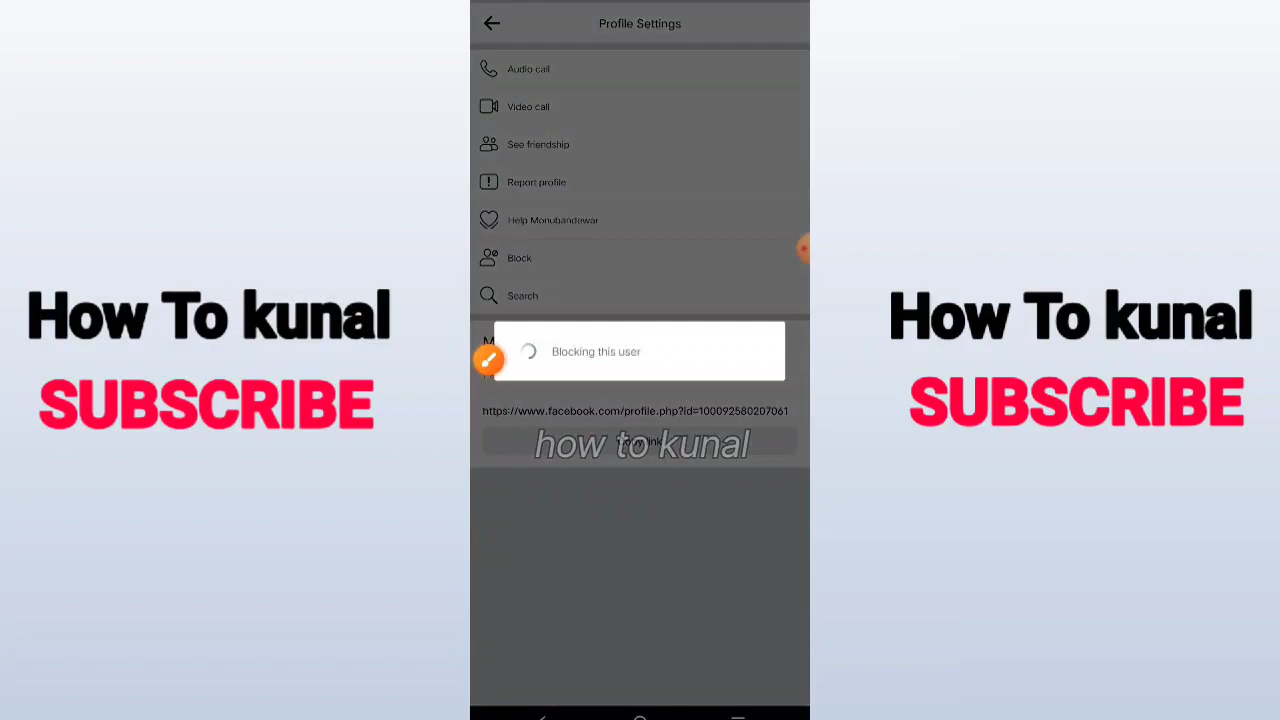 Profile Settings
Audio call
Video call
See friendship
Report profile
Help Monubandewar
Block
Search
Blocking this user
https://www.facebook.com/profile.php?id=100092580207061
how to kunal
How To kunal
SUBSCRIBE
How To kunal
SUBSCRIBE